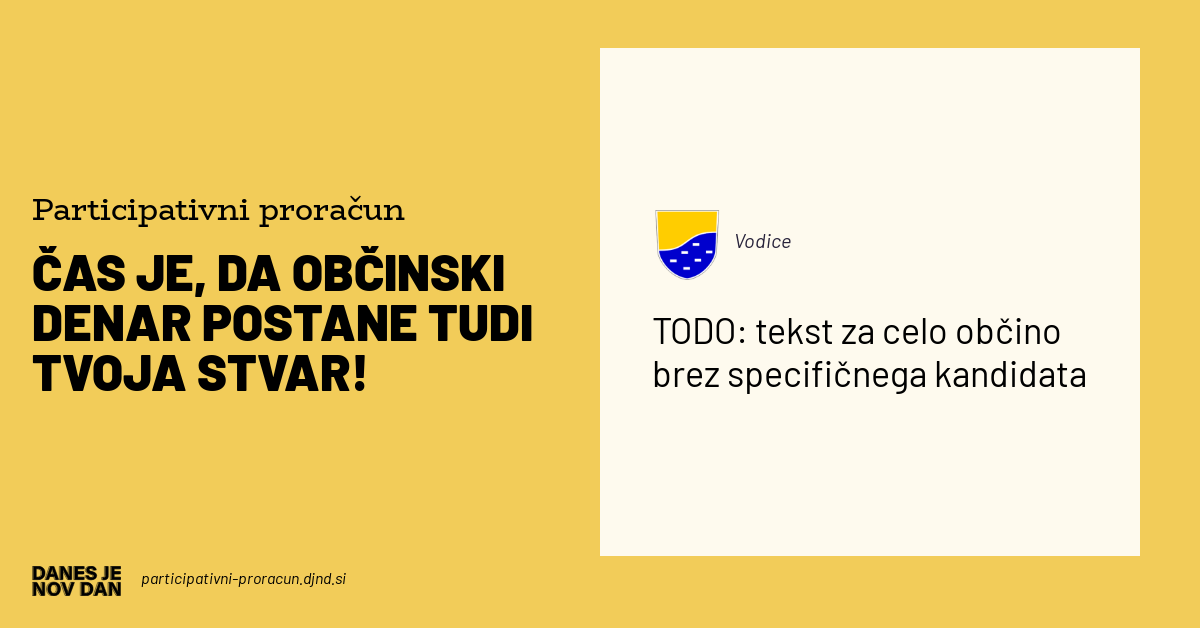 Participativni proračun
ČAS JE, DA OBČINSKI
DENAR POSTANE TUDI
TVOJA STVAR!
DANES JE
NOV DAN
participativni-proracun.djnd.si
Vodice
TODO: tekst za celo občino
brez specifičnega kandidata